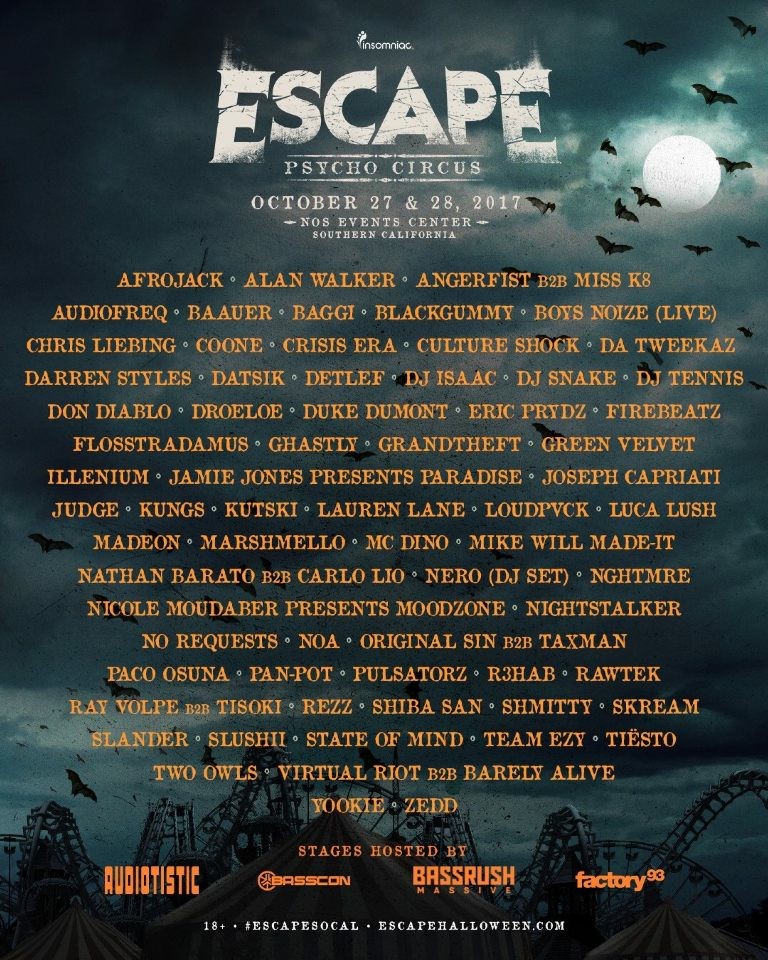 insomniac
ESCAPE
PSYCHO CIRCUS
OCTOBER 27 & 28, 2017
NOS EVENTS CENTER
SOUTHERN CALIFORNIA
AFROJACK ◦ ALAN WALKER ◦ ANGERFIST B2B MISS K8
AUDIOFREQ ◦ BAAUER ◦ BAGGI ◦ BLACKGUMMY ◦ BOYS NOIZE (LIVE)
CHRIS LIEBING ◦ COONE ◦ CRISIS ERA ◦ CULTURE SHOCK ◦ DA TWEEKAZ
DARREN STYLES ◦ DATSIK ◦ DETLEF ◦ DJ ISAAC ◦ DJ SNAKE ◦ DJ TENNIS
DON DIABLO ◦ DROELOE ◦ DUKE DUMONT ◦ ERIC PRYDZ ◦ FIREBEATZ
FLOSSTRADAMUS ◦ GHASTLY ◦ GRANDTHEFT ◦ GREEN VELVET
ILLENIUM ◦ JAMIE JONES PRESENTS PARADISE ◦ JOSEPH CAPRIATI
JUDGE ◦ KUNGS ◦ KUTSKI ◦ LAUREN LANE ◦ LOUDPVCK ◦ LUCA LUSH
MADEON ◦ MARSHMELLO ◦ MC DINO ◦ MIKE WILL MADE-IT
NATHAN BARATO B2B CARLO LIO ◦ NERO (DJ SET) ◦ NGHTMRE
NICOLE MOUDABER PRESENTS MOODZONE ◦ NIGHTSTALKER
NO REQUESTS ◦ NOA ◦ ORIGINAL SIN B2B TAXMAN
PACO OSUNA ◦ PAN-POT ◦ PULSATORZ ◦ R3HAB ◦ RAWTEK
RAY VOLPE B2B TISOKI ◦ REZZ ◦ SHIBA SAN ◦ SHMITTY ◦ SKREAM
SLANDER ◦ SLUSHII ◦ STATE OF MIND ◦ TEAM EZY ◦ TIËSTO
TWO OWLS ◦ VIRTUAL RIOT B2B BARELY ALIVE
YOOKIE ◦ ZEDD
STAGES HOSTED BY
AUDIOTISTIC BASSCON BASSRUSH MASSIVE factory 93
18+ • #ESCAPESOCAL • ESCAPEHALLOWEEN.COM